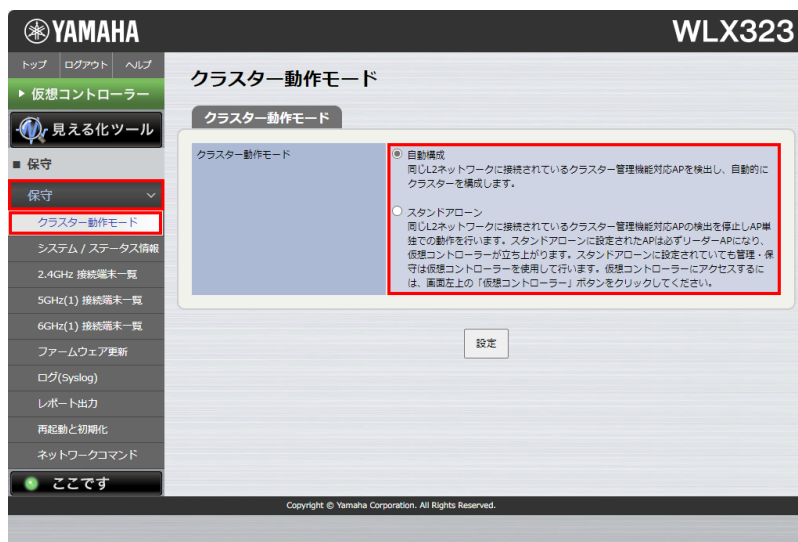 YAMAHA
WLX323
トップ ログアウト ヘルプ
仮想コントローラー
見える化ツール
保守
保守
クラスター動作モード
システム / ステータス情報
2.4GHz 接続端末一覧
5GHz(1) 接続端末一覧
6GHz(1) 接続端末一覧
ファームウェア更新
ログ(Syslog)
レポート出力
再起動と初期化
ネットワークコマンド
ここです
クラスター動作モード
クラスター動作モード
クラスター動作モード
自動構成
同じL2ネットワークに接続されているクラスター管理機能対応APを検出し、自動的に
クラスターを構成します。
スタンドアローン
同じL2ネットワークに接続されているクラスター管理機能対応APの検出を停止しAP単
独での動作を行います。スタンドアローンに設定されたAPは必ずリーダーAPになり、
仮想コントローラーが立ち上がります。スタンドアローンに設定されていても管理・保
守は仮想コントローラーを使用して行います。仮想コントローラーにアクセスするに
は、画面左上の「仮想コントローラー」ボタンをクリックしてください。
設定
Copyright © Yamaha Corporation. All Rights Reserved.